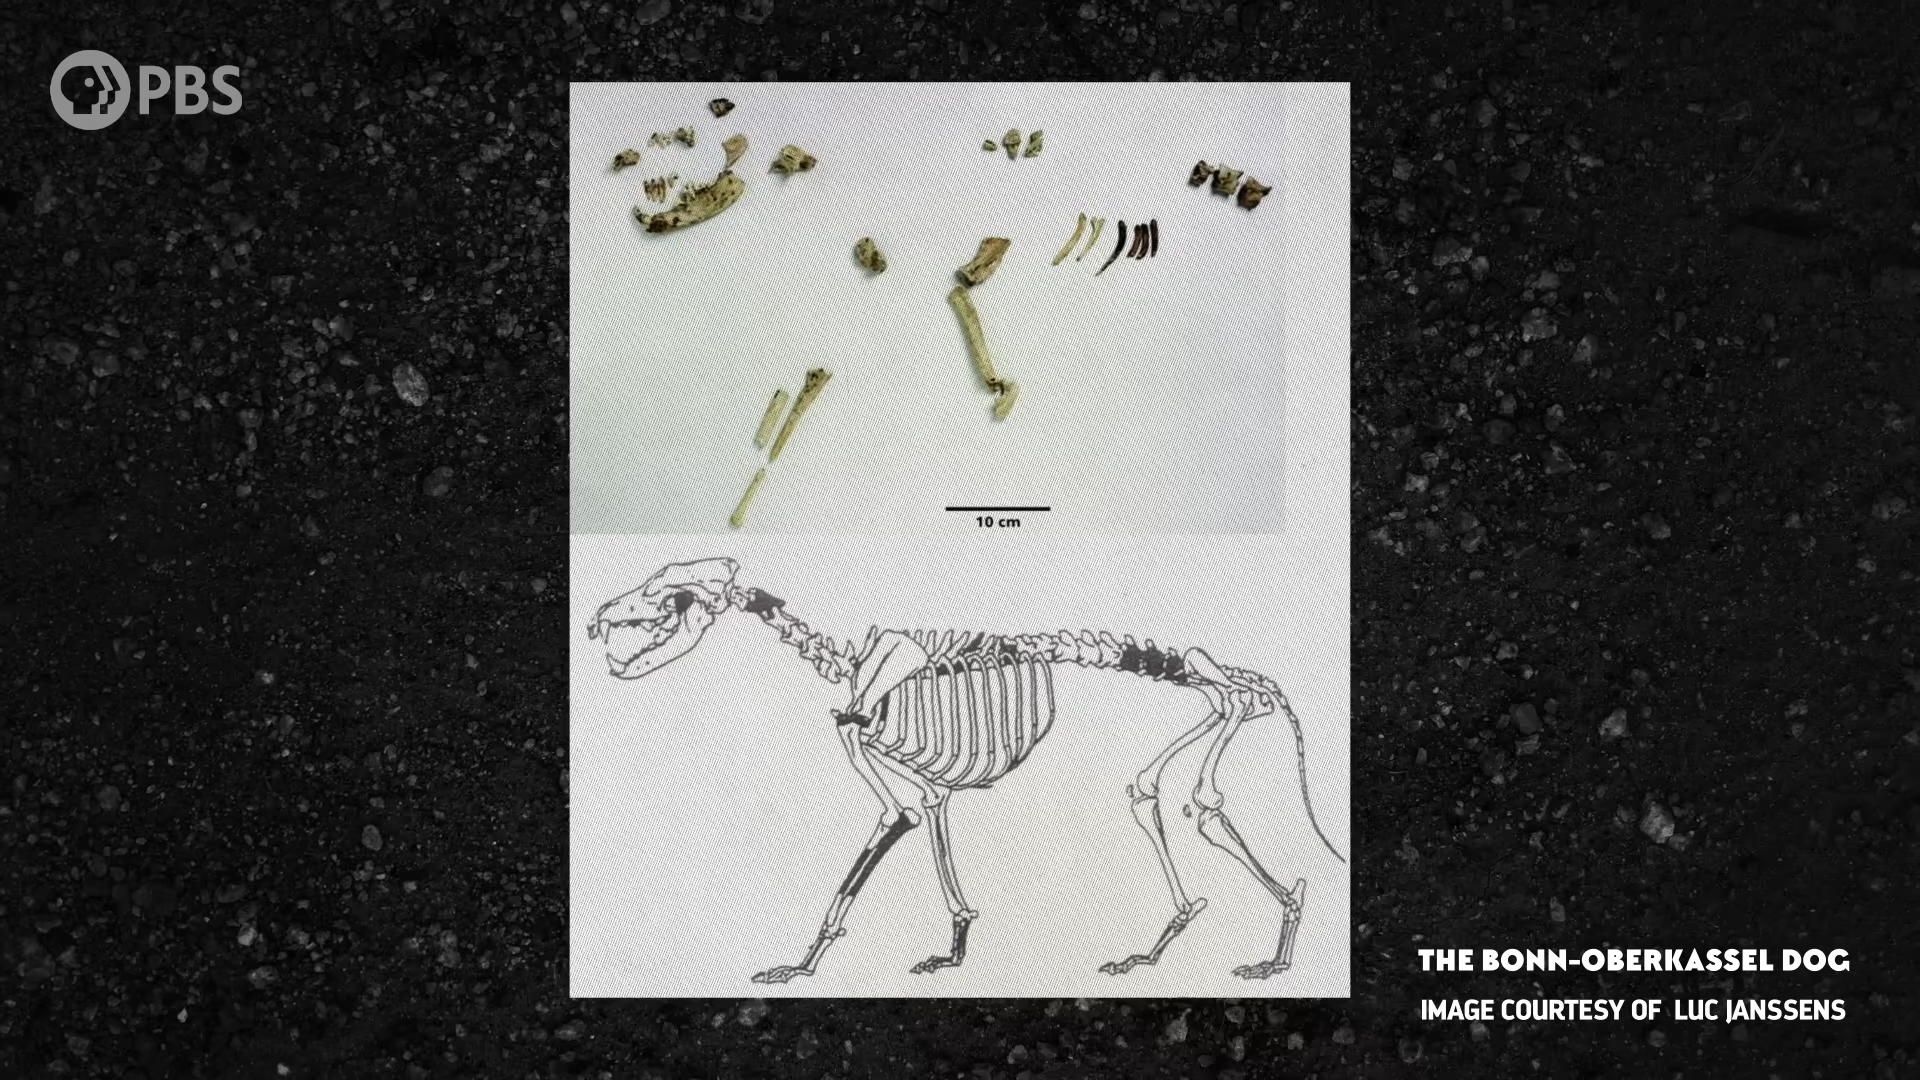 PBS
10 cm
THE BONN-OBERKASSEL DOG
IMAGE COURTESY OF LUC JANSSENS